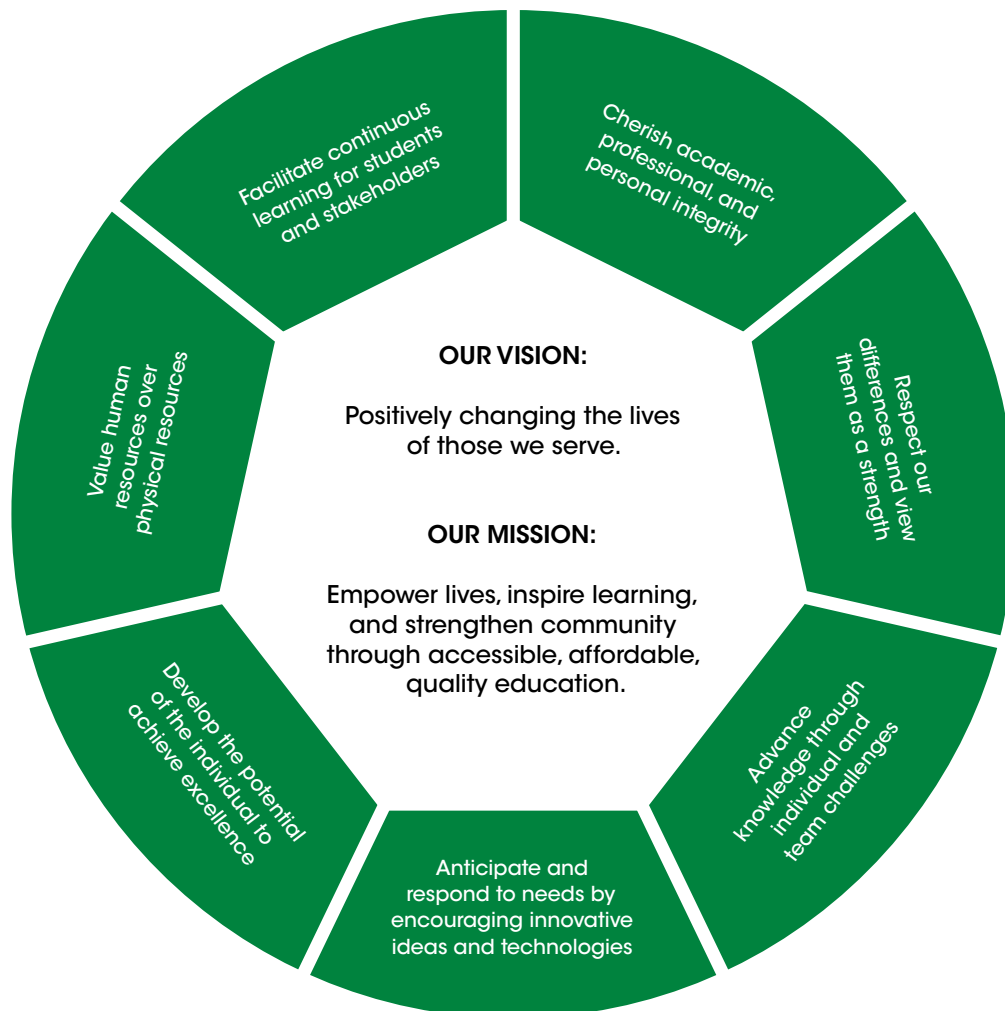 Facilitate continuous
learning for students
and stakeholders
Cherish academic,
professional, and
personal integrity
Value human
resources over
physical resources
OUR VISION:
Positively changing the lives
of those we serve.
Respect our
differences and view
them as a strength
OUR MISSION:
Empower lives, inspire learning,
and strengthen community
through accessible, affordable,
quality education.
Develop the potential
of the individual to
achieve excellence
Advance
knowledge through
individual and
team challenges
Anticipate and
respond to needs by
encouraging innovative
ideas and technologies